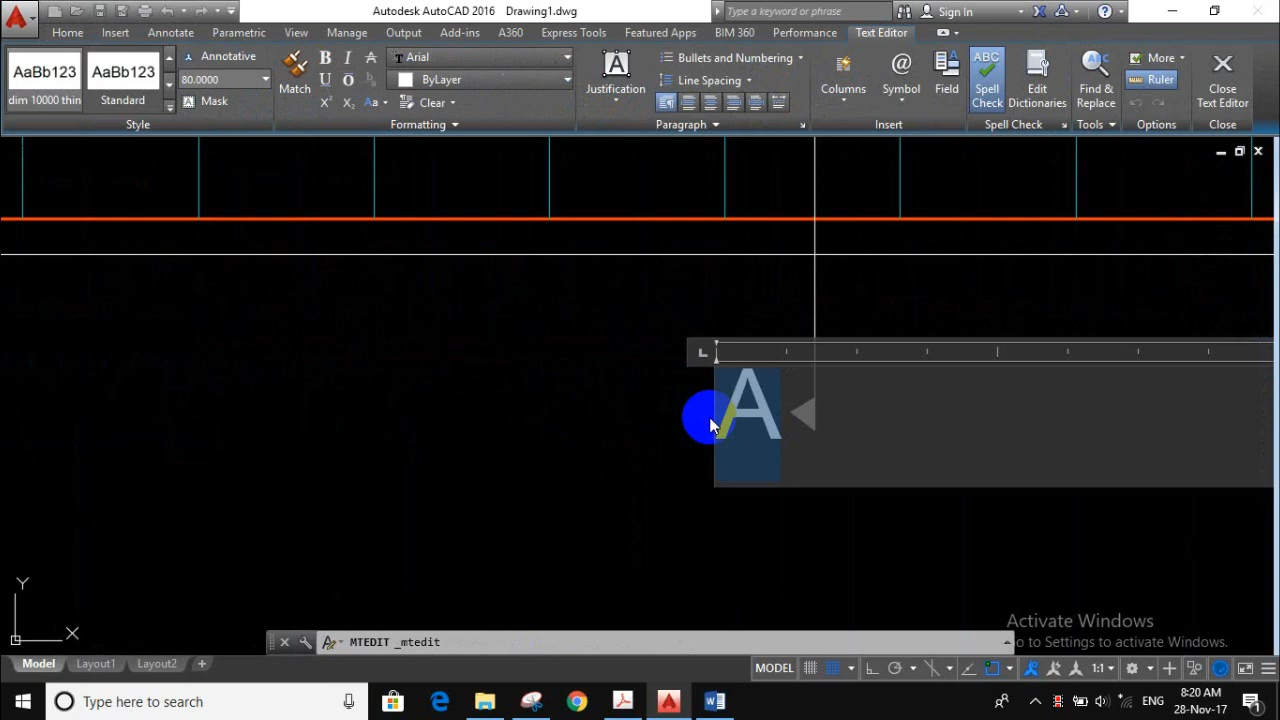 Autodesk AutoCAD 2016 Drawing1.dwg
Type a keyword or phrase
Sign In
Home Insert Annotate Parametric View Manage Output Add-ins A360 Express Tools Featured Apps BIM 360 Performance Text Editor
AaBb123 AaBb123
dim 10000 thin Standard
Annotative
80.0000
Mask
Style
Match
B I A
U O
Aa
Arial
ByLayer
Clear
Formatting
A
Justification
Bullets and Numbering
Line Spacing
Paragraph
Columns
@
Symbol
Field
Insert
ABC
Spell
Check
Edit
Dictionaries
Spell Check
Find &
Replace
Tools
More
Ruler
Options
Close
Text Editor
Close
A
Y
X
MTEDIT _mtedit
Activate Windows
o to Settings to activate Windows.
Model Layout1 Layout2
MODEL
1:1
Type here to search
ENG
8:20 AM
28-Nov-17